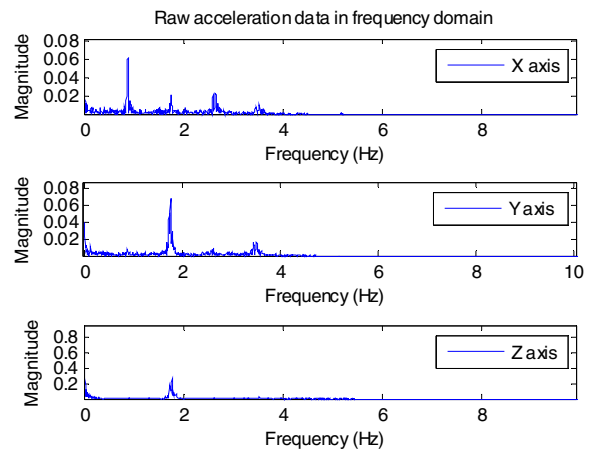 Raw acceleration data in frequency domain
Magnitude
0.08
0.06
0.04
0.02
X axis
0 2 4 6 8
Frequency (Hz)
Magnitude
0.08
0.06
0.04
0.02
Y axis
0 2 4 6 8 10
Frequency (Hz)
Magnitude
0.8
0.6
0.4
0.2
Z axis
0 2 4 6 8
Frequency (Hz)